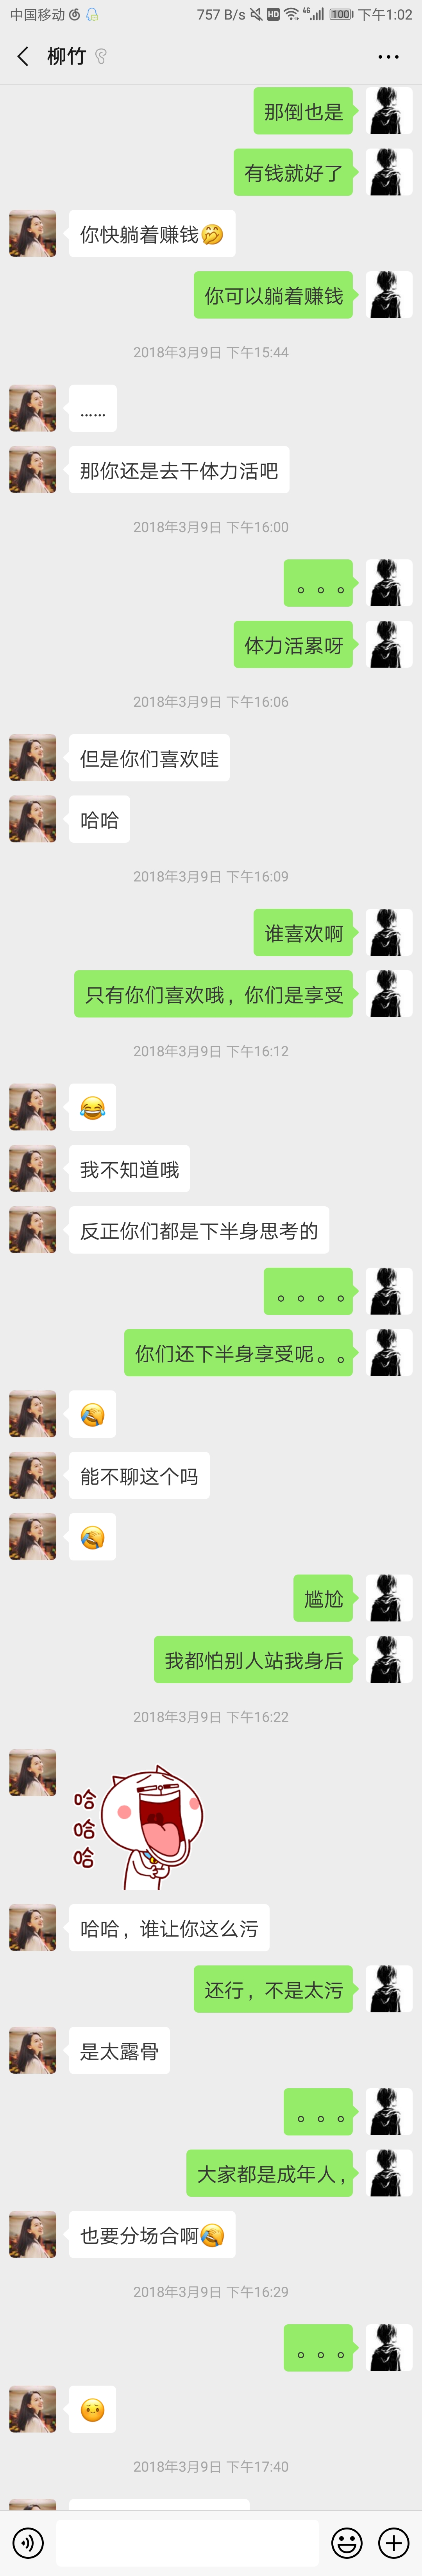 中国移动 757 B/s HD 4G 100 下午1:02
柳竹
那倒也是
有钱就好了
你快躺着赚钱
你可以躺着赚钱
2018年3月9日 下午15:44
......
那你还是去干体力活吧
2018年3月9日 下午16:00
。。。
体力活累呀
2018年3月9日 下午16:06
但是你们喜欢哇
哈哈
2018年3月9日 下午16:09
谁喜欢啊
只有你们喜欢哦，你们是享受
2018年3月9日 下午16:12
我不知道哦
反正你们都是下半身思考的
。。。。
你们还下半身享受呢。。
能不聊这个吗
尴尬
我都怕别人站我身后
2018年3月9日 下午16:22
哈
哈
哈
哈哈，谁让你这么污
还行，不是太污
是太露骨
。。。
大家都是成年人，
也要分场合啊
2018年3月9日 下午16:29
。。。
2018年3月9日 下午17:40